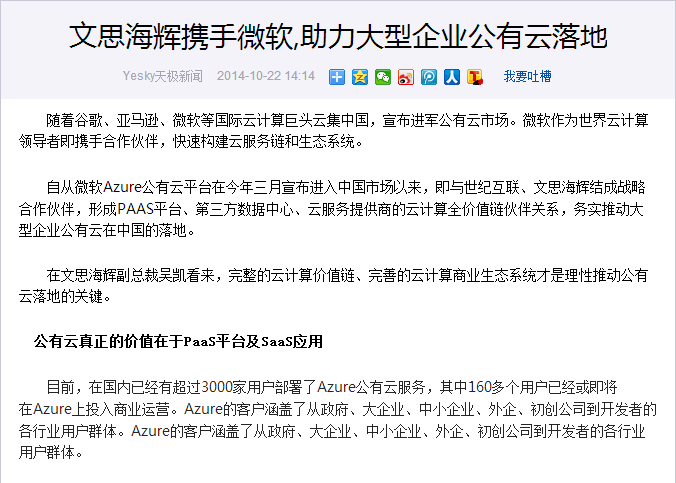 文思海辉携手微软,助力大型企业公有云落地
Yesky天极新闻 2014-10-22 14:14 我要吐槽
随着谷歌、亚马逊、微软等国际云计算巨头云集中国，宣布进军公有云市场。微软作为世界云计算
领导者即携手合作伙伴，快速构建云服务链和生态系统。
自从微软Azure公有云平台在今年三月宣布进入中国市场以来，即与世纪互联、文思海辉结成战略
合作伙伴，形成PAAS平台、第三方数据中心、云服务提供商的云计算全价值链伙伴关系，务实推动大
型企业公有云在中国的落地。
在文思海辉副总裁吴凯看来，完整的云计算价值链、完善的云计算商业生态系统才是理性推动公有
云落地的关键。
公有云真正的价值在于PaaS平台及SaaS应用
目前，在国内已经有超过3000家用户部署了Azure公有云服务，其中160多个用户已经或即将
在Azure上投入商业运营。Azure的客户涵盖了从政府、大企业、中小企业、外企、初创公司到开发者的
各行业用户群体。Azure的客户涵盖了从政府、大企业、中小企业、外企、初创公司到开发者的各行业
用户群体。